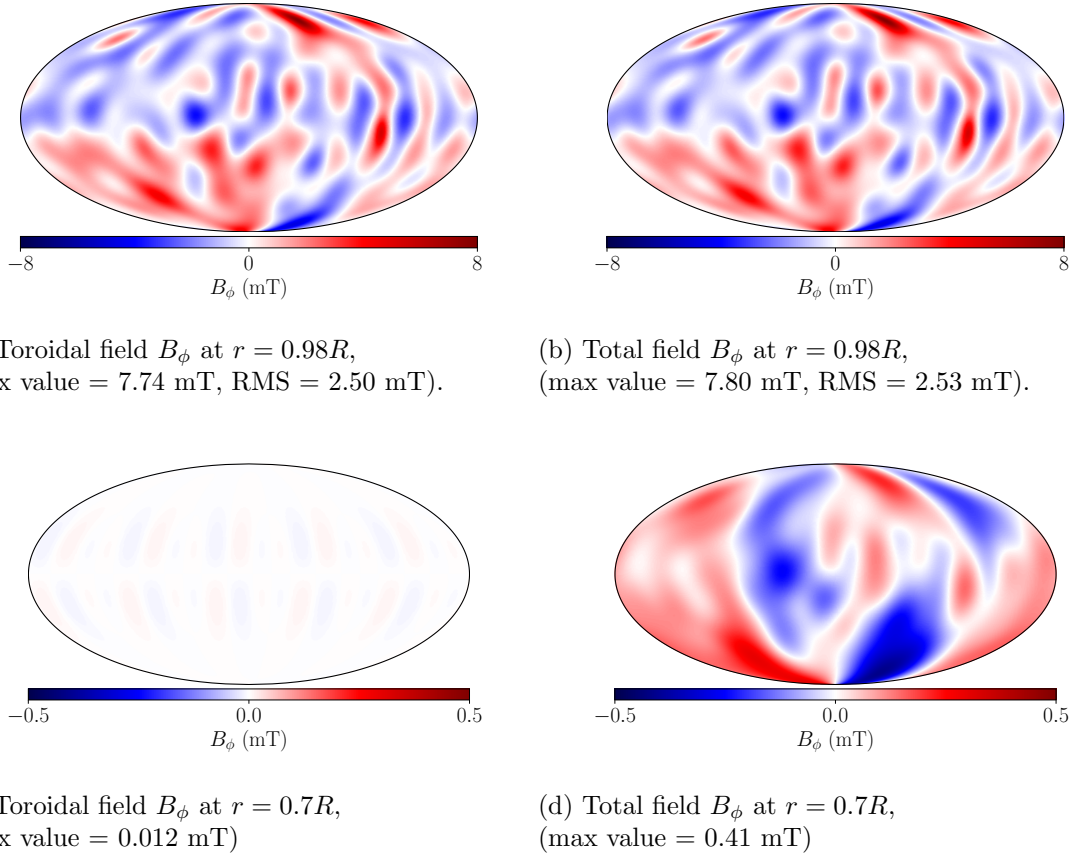 −8 0 8 −8 0 8
B_ϕ (mT) B_ϕ (mT)
Toroidal field B_ϕ at r = 0.98R, (b) Total field B_ϕ at r = 0.98R,
x value = 7.74 mT, RMS = 2.50 mT). (max value = 7.80 mT, RMS = 2.53 mT).
−0.5 0.0 0.5 −0.5 0.0 0.5
B_ϕ (mT) B_ϕ (mT)
Toroidal field B_ϕ at r = 0.7R, (d) Total field B_ϕ at r = 0.7R,
x value = 0.012 mT) (max value = 0.41 mT)